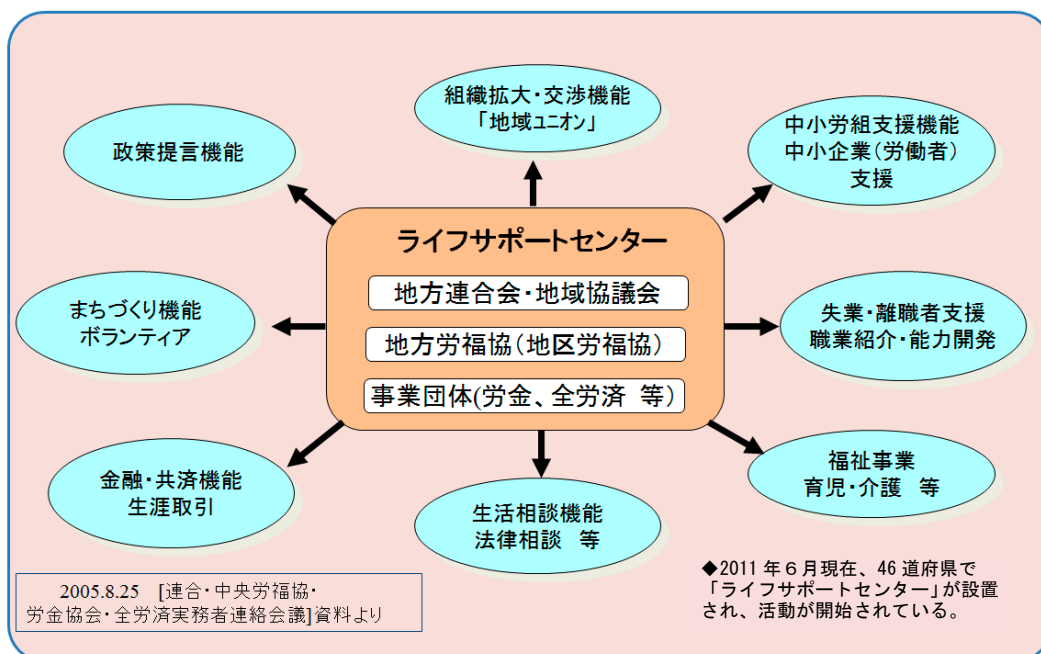 組織拡大・交渉機能
「地域ユニオン」
政策提言機能
中小労組支援機能
中小企業(労働者)
支援
ライフサポートセンター
地方連合会・地域協議会
地方労福協(地区労福協)
事業団体(労金、全労済 等)
まちづくり機能
ボランティア
失業・離職者支援
職業紹介・能力開発
金融・共済機能
生涯取引
生活相談機能
法律相談 等
福祉事業
育児・介護 等
2005.8.25 [連合・中央労福協・
労金協会・全労済実務者連絡会議]資料より
◆2011年6月現在、46道府県で
「ライフサポートセンター」が設置
され、活動が開始されている。